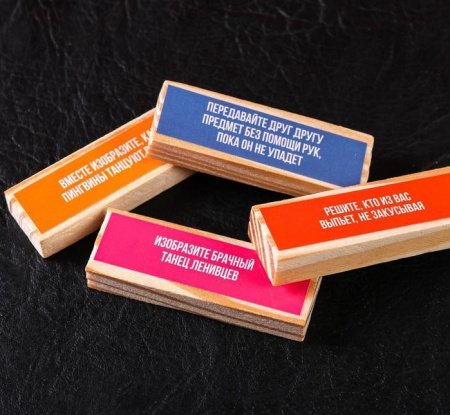 ПЕРЕДАВАЙТЕ ДРУГ ДРУГУ
ПРЕДМЕТ БЕЗ ПОМОЩИ РУК,
ПОКА ОН НЕ УПАДЕТ
ВМЕСТЕ ИЗОБРАЗИТЕ,
ПИНГВИНЫ ТАНЦУЮТ
РЕШИТЕ, КТО ИЗ ВАС
ВЫПЬЕТ, НЕ ЗАКУСЫВАЯ
ИЗОБРАЗИТЕ БРАЧНЫЙ
ТАНЕЦ ЛЕНИВЦЕВ